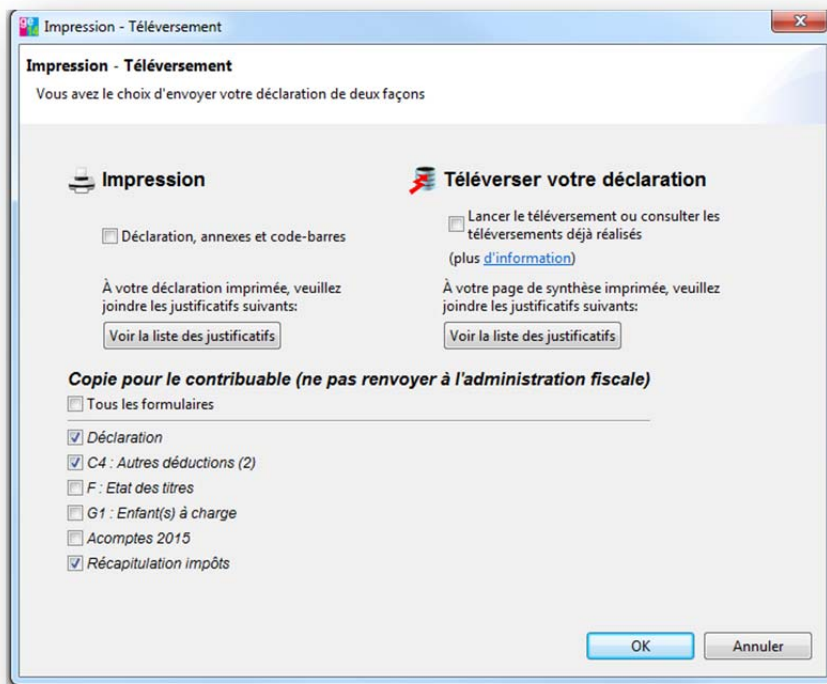 Impression - Téléversement
Impression - Téléversement
Vous avez le choix d'envoyer votre déclaration de deux façons
Impression
Déclaration, annexes et code-barres
À votre déclaration imprimée, veuillez
joindre les justificatifs suivants:
Voir la liste des justificatifs
Téléverser votre déclaration
Lancer le téléversement ou consulter les
téléversements déjà réalisés
(plus d'information)
À votre page de synthèse imprimée, veuillez
joindre les justificatifs suivants:
Voir la liste des justificatifs
Copie pour le contribuable (ne pas renvoyer à l'administration fiscale)
Tous les formulaires
Déclaration
C4 : Autres déductions (2)
F : Etat des titres
G1 : Enfant(s) à charge
Acomptes 2015
Récapitulation impôts
OK
Annuler